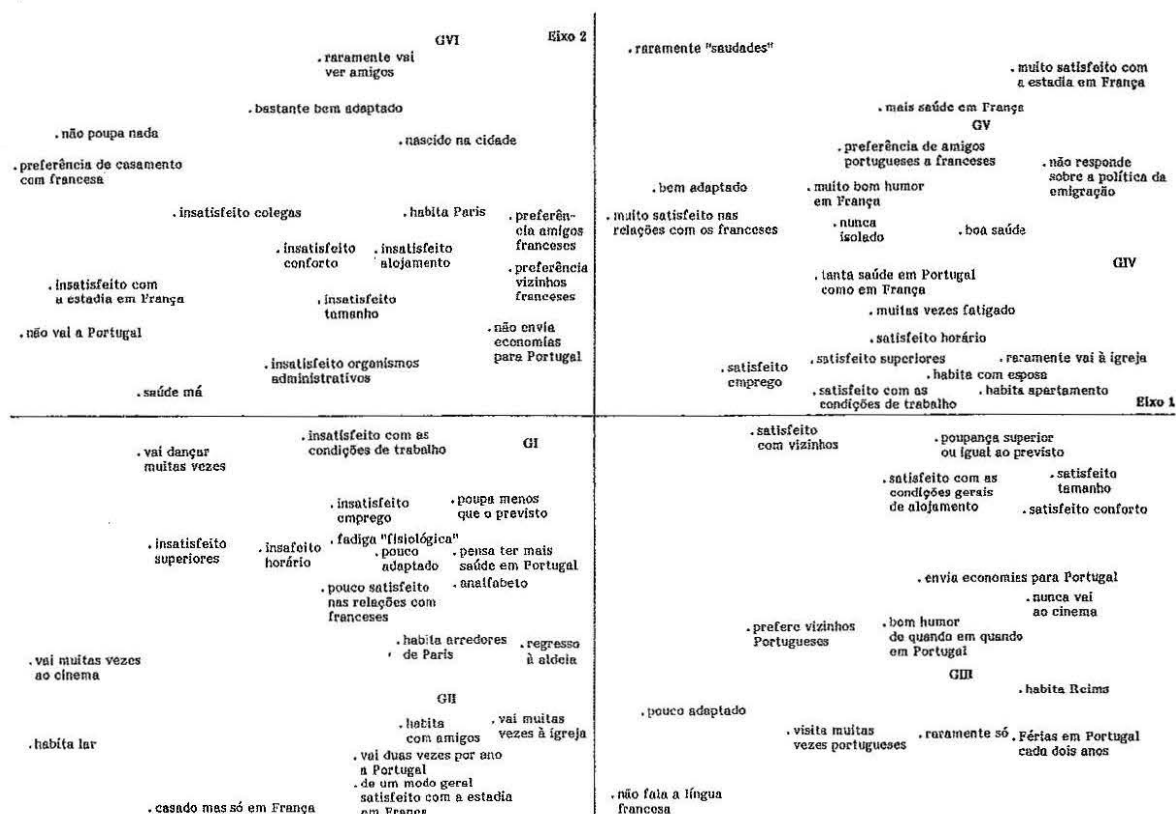 GVI
Eixo 2
. raramente vai
ver amigos
. bastante bem adaptado
. não poupa nada
. nascido na cidade
. preferência de casamento
com francesa
. insatisfeito colegas
. habita Paris
. preferên-
cia amigos
franceses
. insatisfeito
conforto
. insatisfeito
alojamento
. preferência
vizinhos
franceses
. insatisfeito com
a estadia em França
. insatisfeito
tamanho
. não vai a Portugal
. não envia
economias
para Portugal
. insatisfeito organismos
administrativos
. saúde má
. raramente "saudades"
. muito satisfeito com
a estadia em França
. mais saúde em França
GV
. preferência de amigos
portugueses a franceses
. não responde
sobre a política da
emigração
. bem adaptado
. muito bom humor
em França
. muito satisfeito nas
relações com os franceses
. nunca
isolado
. boa saúde
GIV
. tanta saúde em Portugal
como em França
. muitas vezes fatigado
. satisfeito horário
. satisfeito
emprego
. satisfeito superiores
. raramente vai à igreja
. habita com esposa
. satisfeito com as
condições de trabalho
. habita apartamento
Eixo 1
. vai dançar
muitas vezes
. insatisfeito com as
condições de trabalho
GI
. insatisfeito
emprego
. poupa menos
que o previsto
. insatisfeito
superiores
. insafeito
horário
. fadiga "fisiológica"
. pouco
adaptado
. pensa ter mais
saúde em Portugal
. pouco satisfeito
nas relações com
franceses
. analfabeto
. habita arredores
de Paris
. regresso
à aldeia
. vai muitas vezes
ao cinema
GII
. habita
com amigos
. vai muitas
vezes à igreja
. habita lar
. vai duas vezes por ano
a Portugal
. de um modo geral
satisfeito com a estadia
em França
. casado mas só em França
. satisfeito
com vizinhos
. poupança superior
ou igual ao previsto
. satisfeito com as
condições gerais
de alojamento
. satisfeito
tamanho
. satisfeito conforto
. envia economias para Portugal
. nunca vai
ao cinema
. prefere vizinhos
Portugueses
. bom humor
de quando em quando
em Portugal
GIII
. habita Reims
. pouco adaptado
. visita muitas
vezes portugueses
. raramente só
. Férias em Portugal
cada dois anos
. não fala a língua
francesa